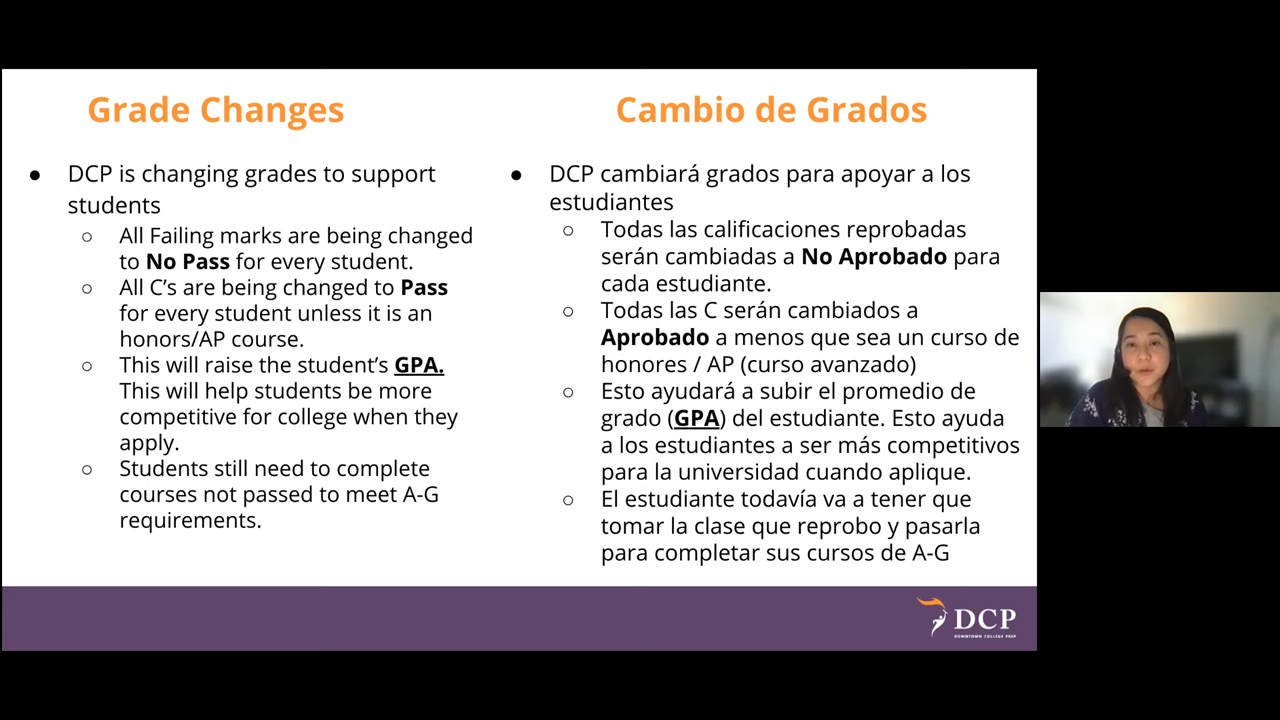 Grade Changes
● DCP is changing grades to support
students
○ All Failing marks are being changed
to No Pass for every student.
○ All C's are being changed to Pass
for every student unless it is an
honors/AP course.
○ This will raise the student's GPA.
This will help students be more
competitive for college when they
apply.
○ Students still need to complete
courses not passed to meet A-G
requirements.
Cambio de Grados
● DCP cambiará grados para apoyar a los
estudiantes
○ Todas las calificaciones reprobadas
serán cambiadas a No Aprobado para
cada estudiante.
○ Todas las C serán cambiados a
Aprobado a menos que sea un curso de
honores / AP (curso avanzado)
○ Esto ayudará a subir el promedio de
grado (GPA) del estudiante. Esto ayuda
a los estudiantes a ser más competitivos
para la universidad cuando aplique.
○ El estudiante todavía va a tener que
tomar la clase que reprobo y pasarla
para completar sus cursos de A-G
DCP
DOWNTOWN COLLEGE PREP